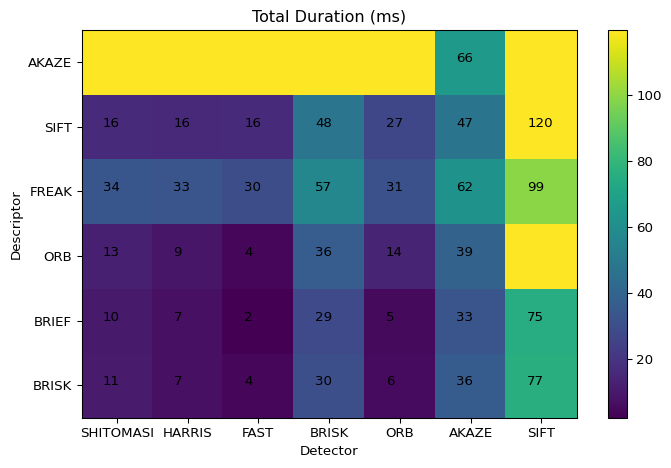 Total Duration (ms)
AKAZE 66
SIFT 16 16 16 48 27 47 120
FREAK 34 33 30 57 31 62 99
ORB 13 9 4 36 14 39
BRIEF 10 7 2 29 5 33 75
BRISK 11 7 4 30 6 36 77
SHITOMASI HARRIS FAST BRISK ORB AKAZE SIFT
Detector
Descriptor
100
80
60
40
20